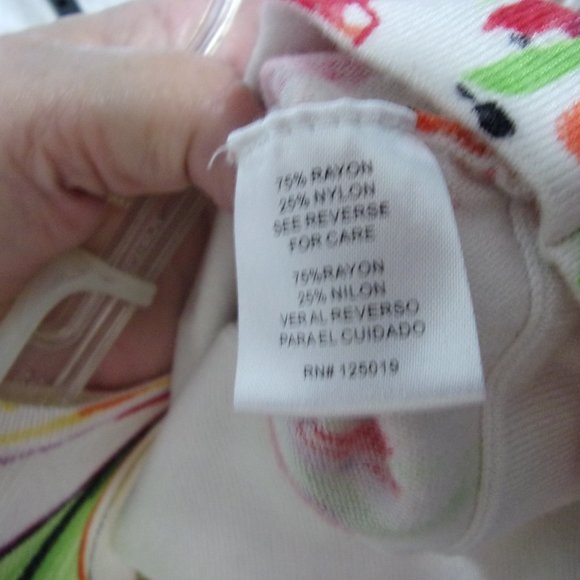 75% RAYON
25% NYLON
SEE REVERSE
FOR CARE
75%RAYON
25% NILON
VER AL REVERSO
PARA EL CUIDADO
RN# 125019